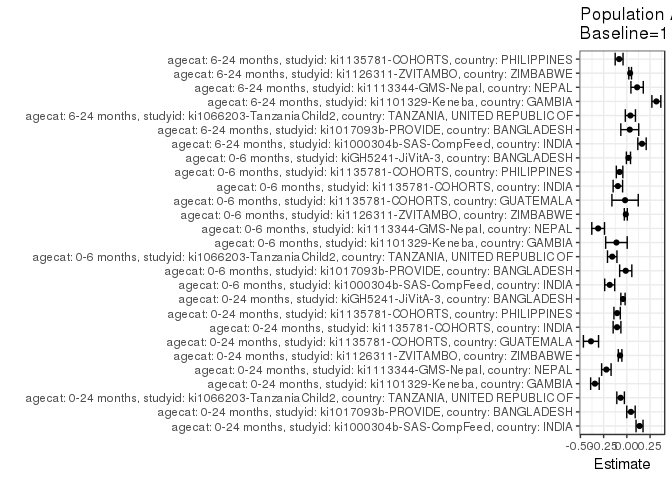 Population
Baseline=1
agecat: 6-24 months, studyid: ki1135781-COHORTS, country: PHILIPPINES
agecat: 6-24 months, studyid: ki1126311-ZVITAMBO, country: ZIMBABWE
agecat: 6-24 months, studyid: ki1113344-GMS-Nepal, country: NEPAL
agecat: 6-24 months, studyid: ki1101329-Keneba, country: GAMBIA
agecat: 6-24 months, studyid: ki1066203-TanzaniaChild2, country: TANZANIA, UNITED REPUBLIC OF
agecat: 6-24 months, studyid: ki1017093b-PROVIDE, country: BANGLADESH
agecat: 6-24 months, studyid: ki1000304b-SAS-CompFeed, country: INDIA
agecat: 0-6 months, studyid: kiGH5241-JiVitA-3, country: BANGLADESH
agecat: 0-6 months, studyid: ki1135781-COHORTS, country: PHILIPPINES
agecat: 0-6 months, studyid: ki1135781-COHORTS, country: INDIA
agecat: 0-6 months, studyid: ki1135781-COHORTS, country: GUATEMALA
agecat: 0-6 months, studyid: ki1126311-ZVITAMBO, country: ZIMBABWE
agecat: 0-6 months, studyid: ki1113344-GMS-Nepal, country: NEPAL
agecat: 0-6 months, studyid: ki1101329-Keneba, country: GAMBIA
agecat: 0-6 months, studyid: ki1066203-TanzaniaChild2, country: TANZANIA, UNITED REPUBLIC OF
agecat: 0-6 months, studyid: ki1017093b-PROVIDE, country: BANGLADESH
agecat: 0-6 months, studyid: ki1000304b-SAS-CompFeed, country: INDIA
agecat: 0-24 months, studyid: kiGH5241-JiVitA-3, country: BANGLADESH
agecat: 0-24 months, studyid: ki1135781-COHORTS, country: PHILIPPINES
agecat: 0-24 months, studyid: ki1135781-COHORTS, country: INDIA
agecat: 0-24 months, studyid: ki1135781-COHORTS, country: GUATEMALA
agecat: 0-24 months, studyid: ki1126311-ZVITAMBO, country: ZIMBABWE
agecat: 0-24 months, studyid: ki1113344-GMS-Nepal, country: NEPAL
agecat: 0-24 months, studyid: ki1101329-Keneba, country: GAMBIA
agecat: 0-24 months, studyid: ki1066203-TanzaniaChild2, country: TANZANIA, UNITED REPUBLIC OF
agecat: 0-24 months, studyid: ki1017093b-PROVIDE, country: BANGLADESH
agecat: 0-24 months, studyid: ki1000304b-SAS-CompFeed, country: INDIA
-0.50 -0.25 0.00 0.25
Estimate